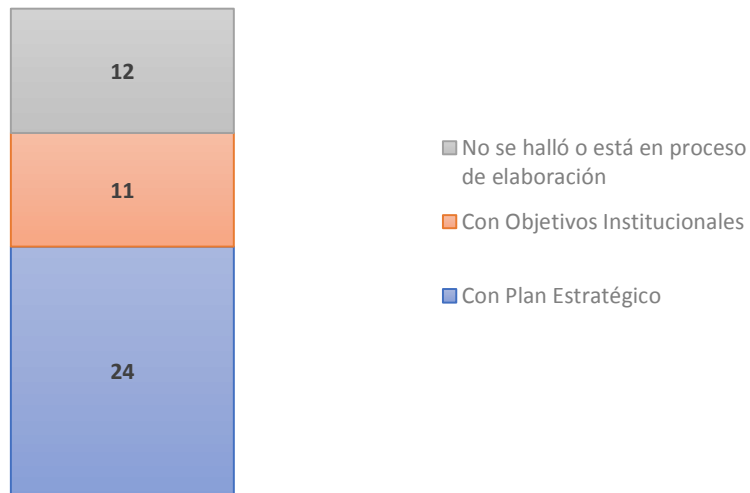 12
11
24
No se halló o está en proceso
de elaboración
Con Objetivos Institucionales
Con Plan Estratégico